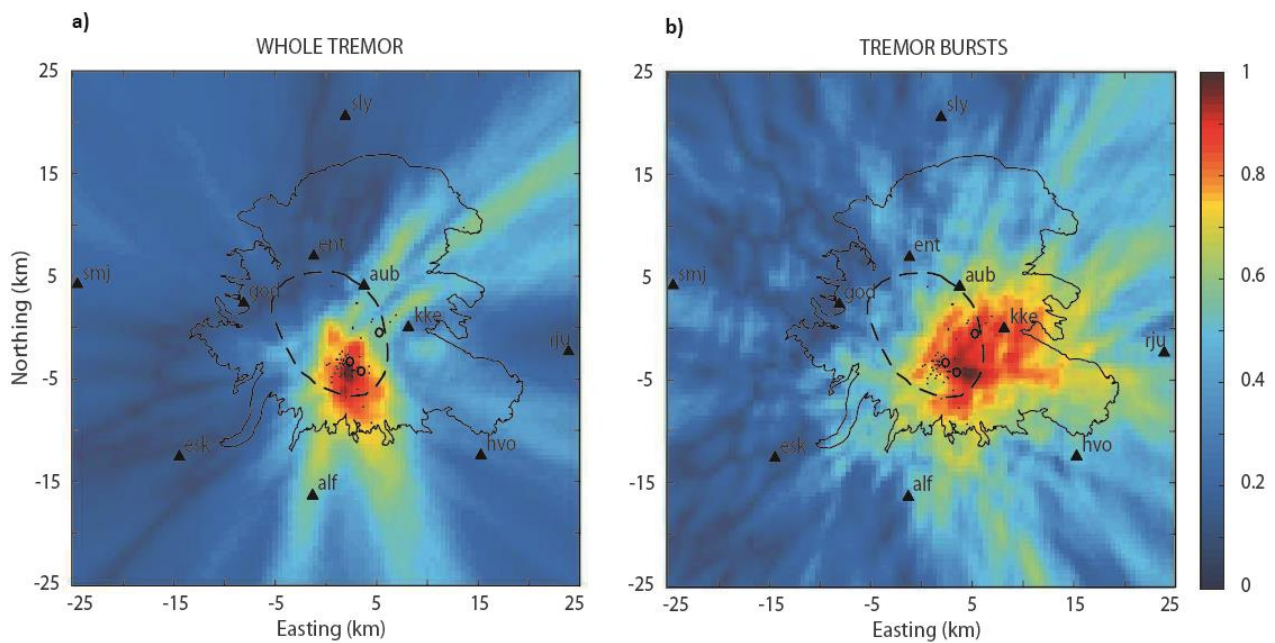 a)
WHOLE TREMOR
b)
TREMOR BURSTS
25
15
5
-5
-15
-25
Northing (km)
-25
-15
-5
5
15
25
Easting (km)
sly
ent
aub
smj
god
kke
rju
esk
hvo
alf
25
15
5
-5
-15
-25
-25
-15
-5
5
15
25
Easting (km)
sly
ent
aub
smj
god
kke
rju
esk
hvo
alf
1
0.8
0.6
0.4
0.2
0